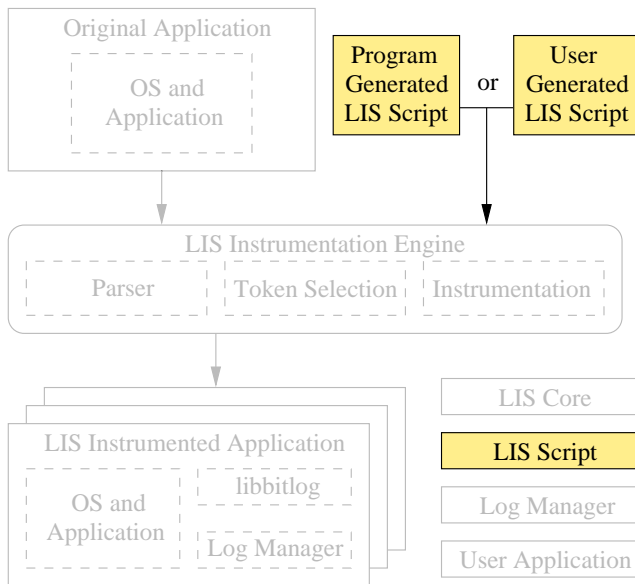 Original Application
OS and
Application
Program
Generated
LIS Script
or
User
Generated
LIS Script
LIS Instrumentation Engine
Parser
Token Selection
Instrumentation
LIS Instrumented Application
OS and
Application
libbitlog
Log Manager
LIS Core
LIS Script
Log Manager
User Application